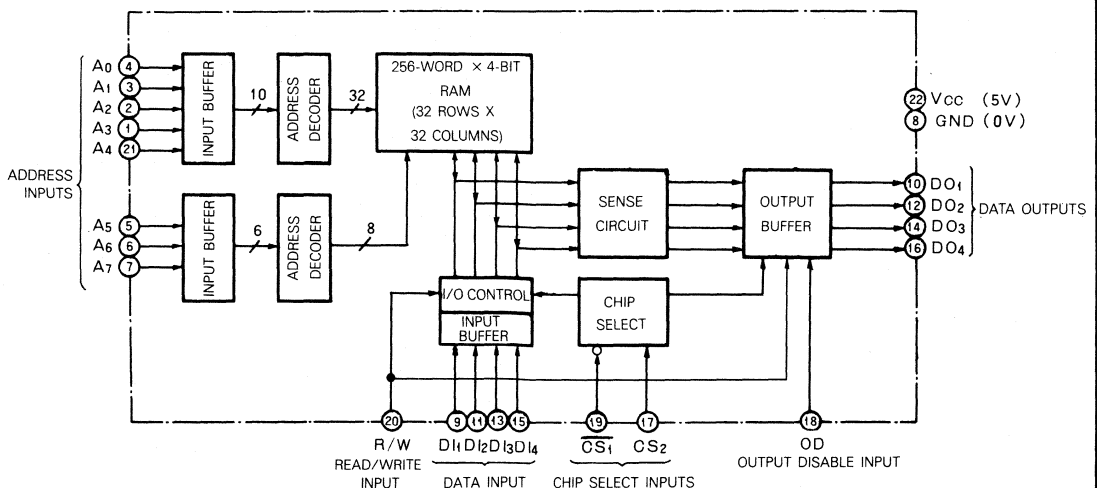 ADDRESS
INPUTS
A0 4
A1 3
A2 2
A3 1
A4 21
A5 5
A6 6
A7 7
INPUT BUFFER
10
ADDRESS
DECODER
32
256-WORD × 4-BIT
RAM
(32 ROWS X
32 COLUMNS)
INPUT BUFFER
6
ADDRESS
DECODER
8
22 VCC (5V)
8 GND (0V)
SENSE
CIRCUIT
OUTPUT
BUFFER
10 DO1
12 DO2
14 DO3
16 DO4
DATA OUTPUTS
I/O CONTROL
INPUT
BUFFER
CHIP
SELECT
20
R/W
READ/WRITE
INPUT
9 11 13 15
DI1 DI2 DI3 DI4
DATA INPUT
19 17
C̅S̅1̅ CS2
CHIP SELECT INPUTS
18
OD
OUTPUT DISABLE INPUT